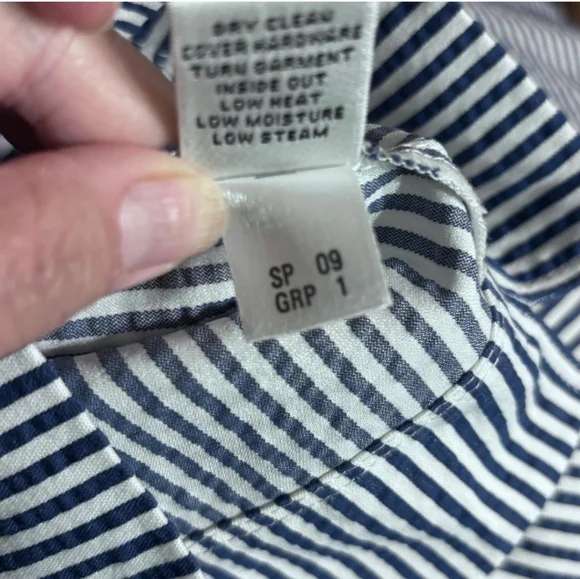 DRY CLEAN
COVER HARDWARE
TURN GARMENT
INSIDE OUT
LOW HEAT
LOW MOISTURE
LOW STEAM
SP 09
GRP 1